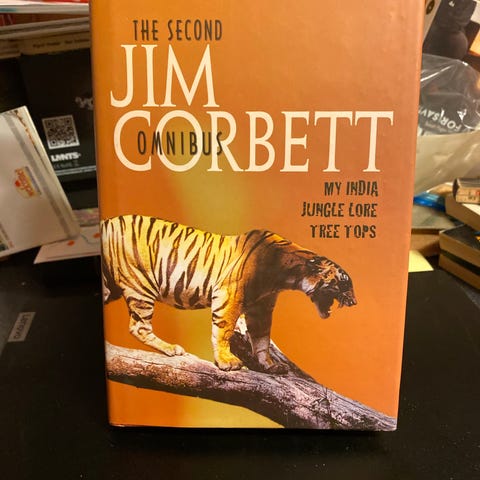 THE SECOND
JIM
OMNIBUS
CORBETT
MY INDIA
JUNGLE LORE
TREE TOPS